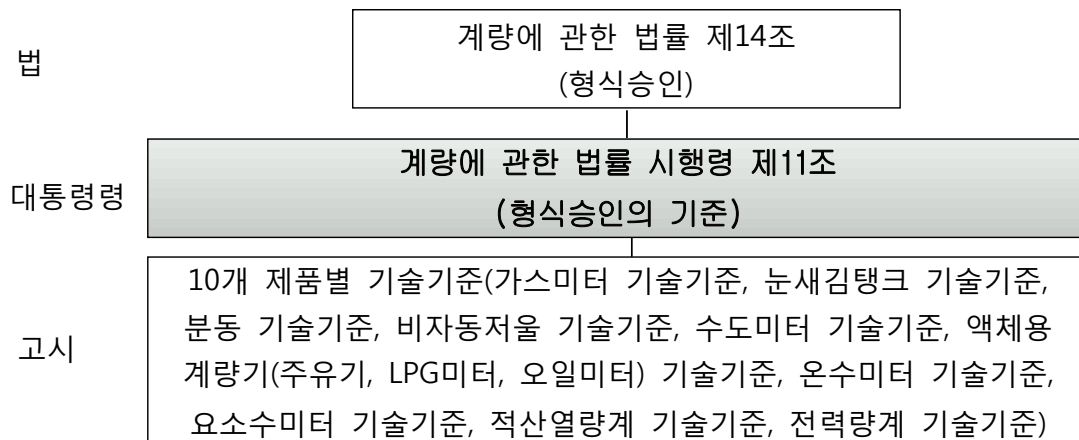 법
계량에 관한 법률 제14조
(형식승인)
대통령령
계량에 관한 법률 시행령 제11조
(형식승인의 기준)
고시
10개 제품별 기술기준(가스미터 기술기준, 눈새김탱크 기술기준,
분동 기술기준, 비자동저울 기술기준, 수도미터 기술기준, 액체용
계량기(주유기, LPG미터, 오일미터) 기술기준, 온수미터 기술기준,
요소수미터 기술기준, 적산열량계 기술기준, 전력량계 기술기준)